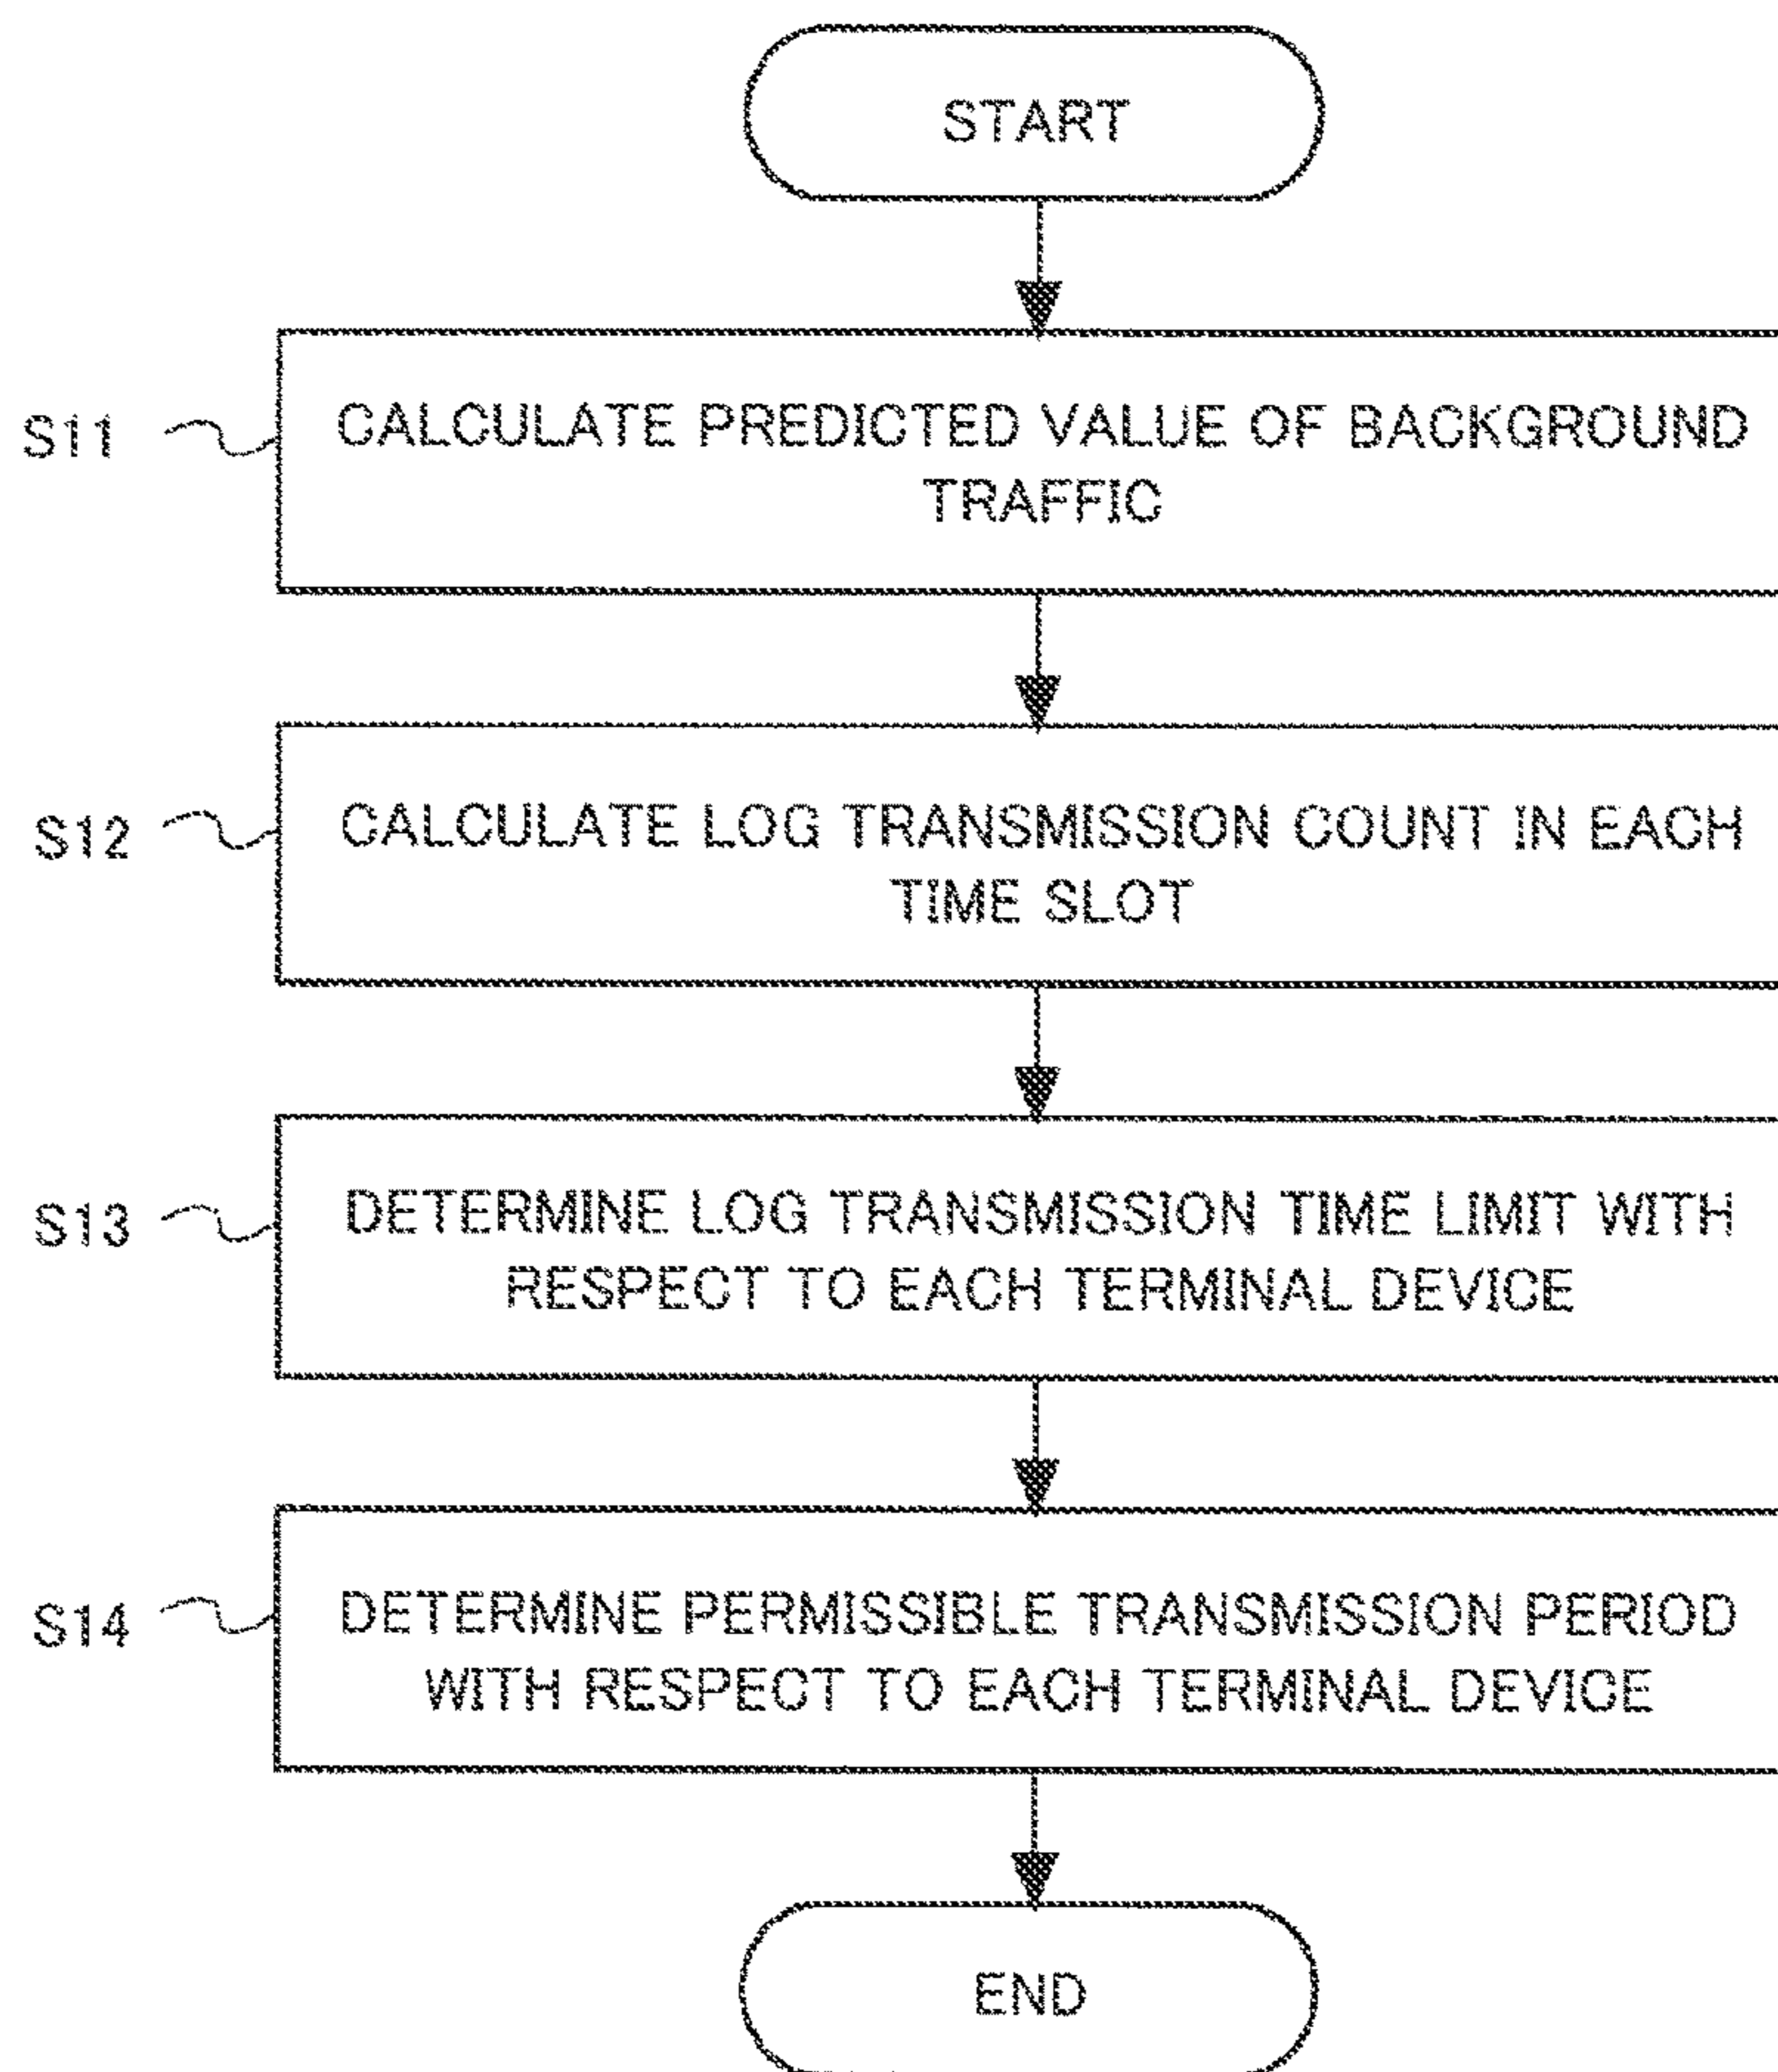 START
S11
CALCULATE PREDICTED VALUE OF BACKGROUND
TRAFFIC
S12
CALCULATE LOG TRANSMISSION COUNT IN EACH
TIME SLOT
S13
DETERMINE LOG TRANSMISSION TIME LIMIT WITH
RESPECT TO EACH TERMINAL DEVICE
S14
DETERMINE PERMISSIBLE TRANSMISSION PERIOD
WITH RESPECT TO EACH TERMINAL DEVICE
END